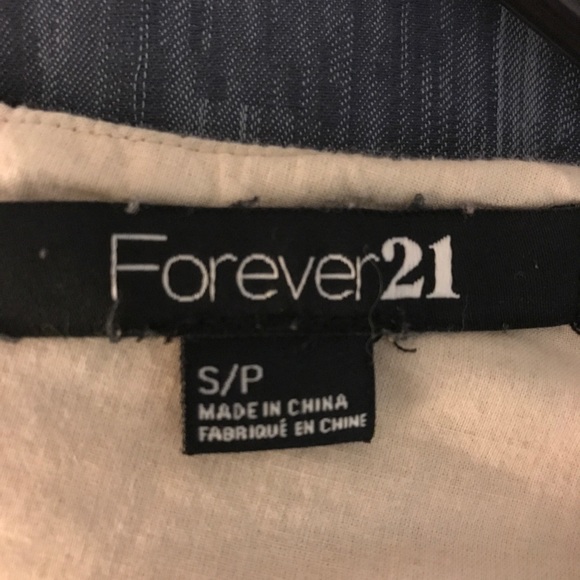 Forever21
S/P
MADE IN CHINA
FABRIQUÉ EN CHINE